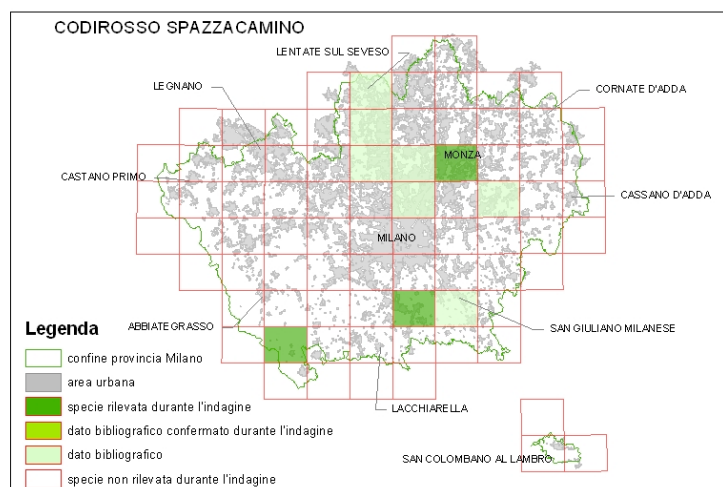 CODIROSSO SPAZZACAMINO
LENTATE SUL SEVESO
LEGNANO
CORNATE D'ADDA
MONZA
CASTANO PRIMO
CASSANO D'ADDA
MILANO
ABBIATEGRASSO
SAN GIULIANO MILANESE
LACCHIARELLA
SAN COLOMBANO AL LAMBRO
Legenda
confine provincia Milano
area urbana
specie rilevata durante l'indagine
dato bibliografico confermato durante l'indagine
dato bibliografico
specie non rilevata durante l'indagine